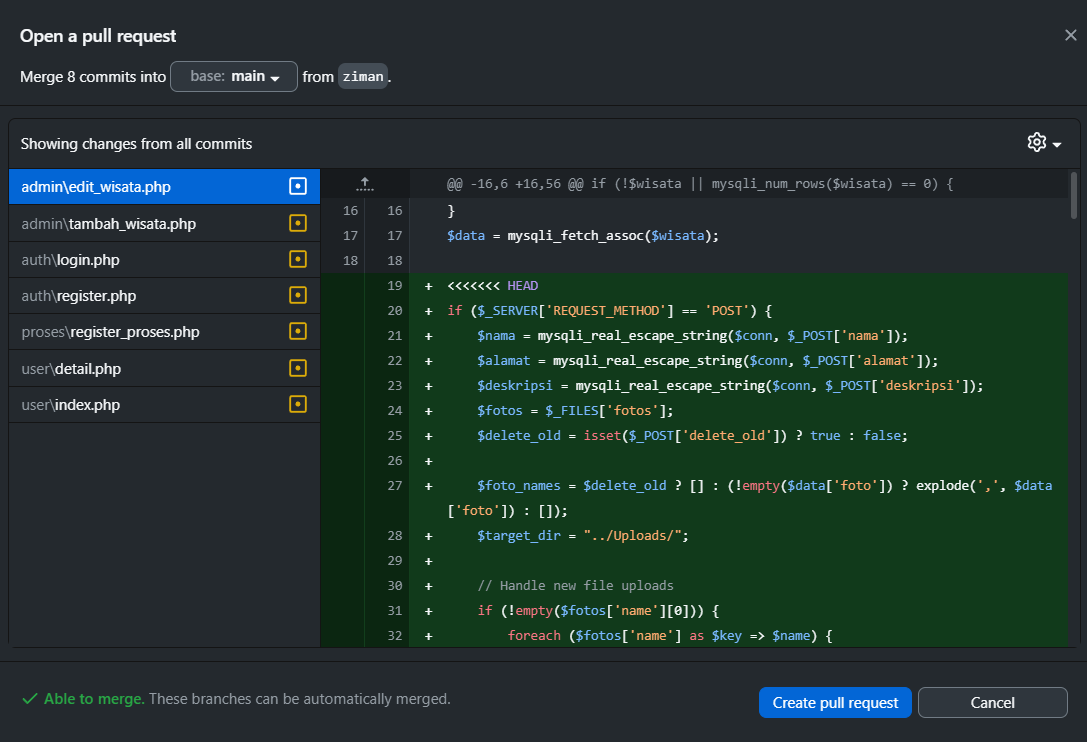 Open a pull request
Merge 8 commits into base: main from ziman.
Showing changes from all commits
admin\edit_wisata.php
admin\tambah_wisata.php
auth\login.php
auth\register.php
proses\register_proses.php
user\detail.php
user\index.php
@@ -16,6 +16,56 @@ if (!$wisata || mysqli_num_rows($wisata) == 0) {
16 16 }
17 17 $data = mysqli_fetch_assoc($wisata);
18 18
19 + <<<<<<< HEAD
20 + if ($_SERVER['REQUEST_METHOD'] == 'POST') {
21 + $nama = mysqli_real_escape_string($conn, $_POST['nama']);
22 + $alamat = mysqli_real_escape_string($conn, $_POST['alamat']);
23 + $deskripsi = mysqli_real_escape_string($conn, $_POST['deskripsi']);
24 + $fotos = $_FILES['fotos'];
25 + $delete_old = isset($_POST['delete_old']) ? true : false;
26 +
27 + $foto_names = $delete_old ? [] : (!empty($data['foto']) ? explode(',', $data
['foto']) : []);
28 + $target_dir = "../Uploads/";
29 +
30 + // Handle new file uploads
31 + if (!empty($fotos['name'][0])) {
32 + foreach ($fotos['name'] as $key => $name) {
Able to merge. These branches can be automatically merged.
Create pull request
Cancel